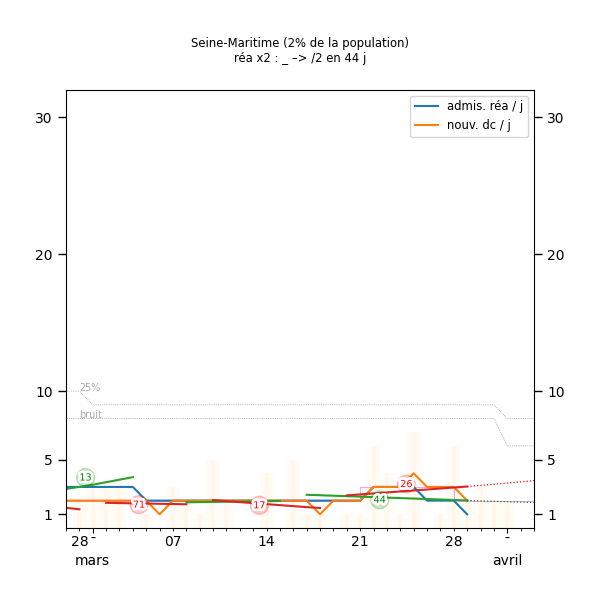 Seine-Maritime (2% de la population)
réa x2 : _ –> /2 en 44 j
admis. réa / j
nouv. dc / j
30 30
20 20
10 10
25%
bruit
5 5
13
26
44
71
17
1 1
28 - 07 14 21 28 -
mars avril